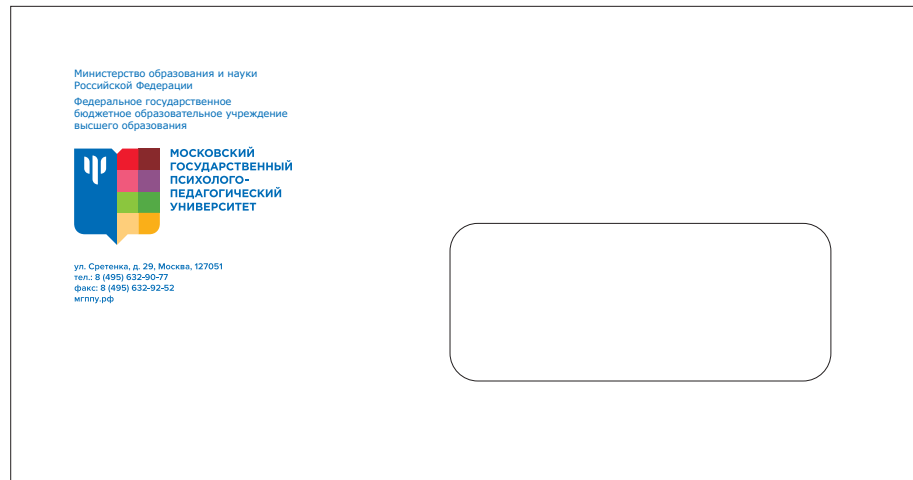 Министерство образования и науки
Российской Федерации
Федеральное государственное
бюджетное образовательное учреждение
высшего образования
МОСКОВСКИЙ
ГОСУДАРСТВЕННЫЙ
ПСИХОЛОГО-
ПЕДАГОГИЧЕСКИЙ
УНИВЕРСИТЕТ
ул. Сретенка, д. 29, Москва, 127051
тел.: 8 (495) 632-90-77
факс: 8 (495) 632-92-52
мгппу.рф